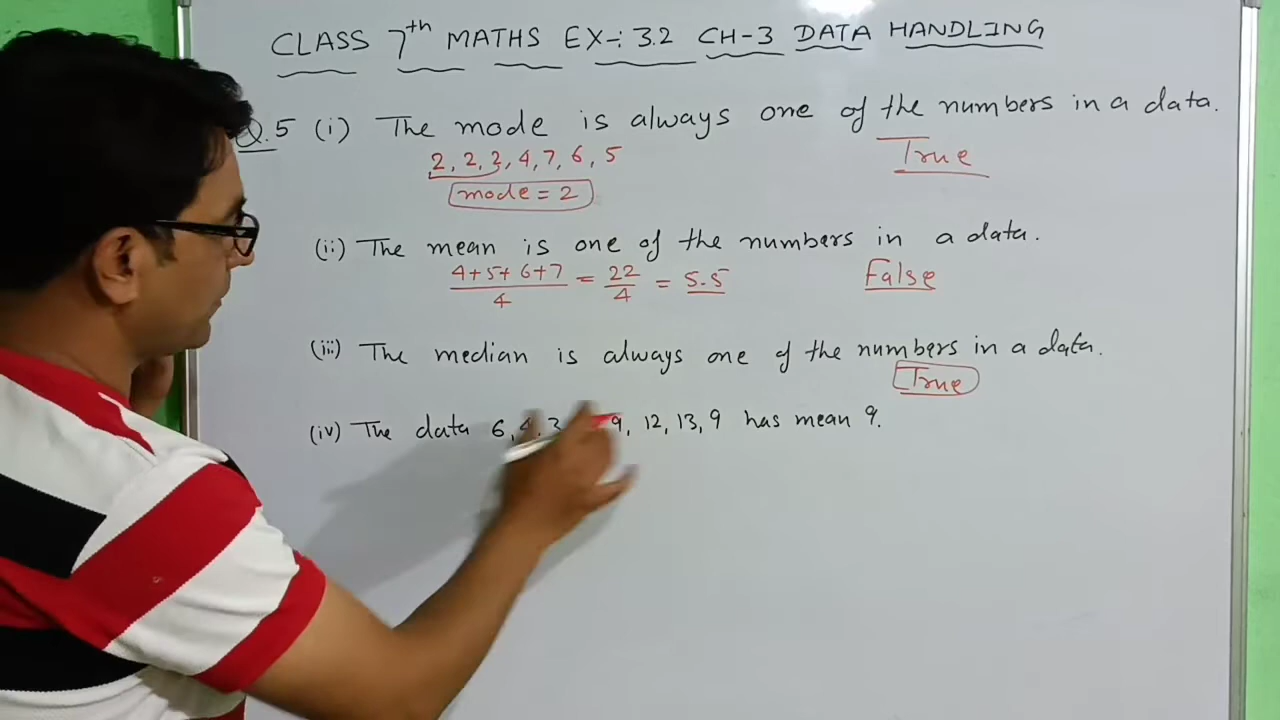 CLASS 7th MATHS EX-: 3.2 CH-3 DATA HANDLING
Q.5 (i) The mode is always one of the numbers in a data.
2, 2, 2, 4, 7, 6, 5 True
mode = 2
(ii) The mean is one of the numbers in a data.
4+5+6+7/4 = 22/4 = 5.5 False
(iii) The median is always one of the numbers in a data.
True
(iv) The data 6, 4, 3, 9, 12, 13, 9 has mean 9.